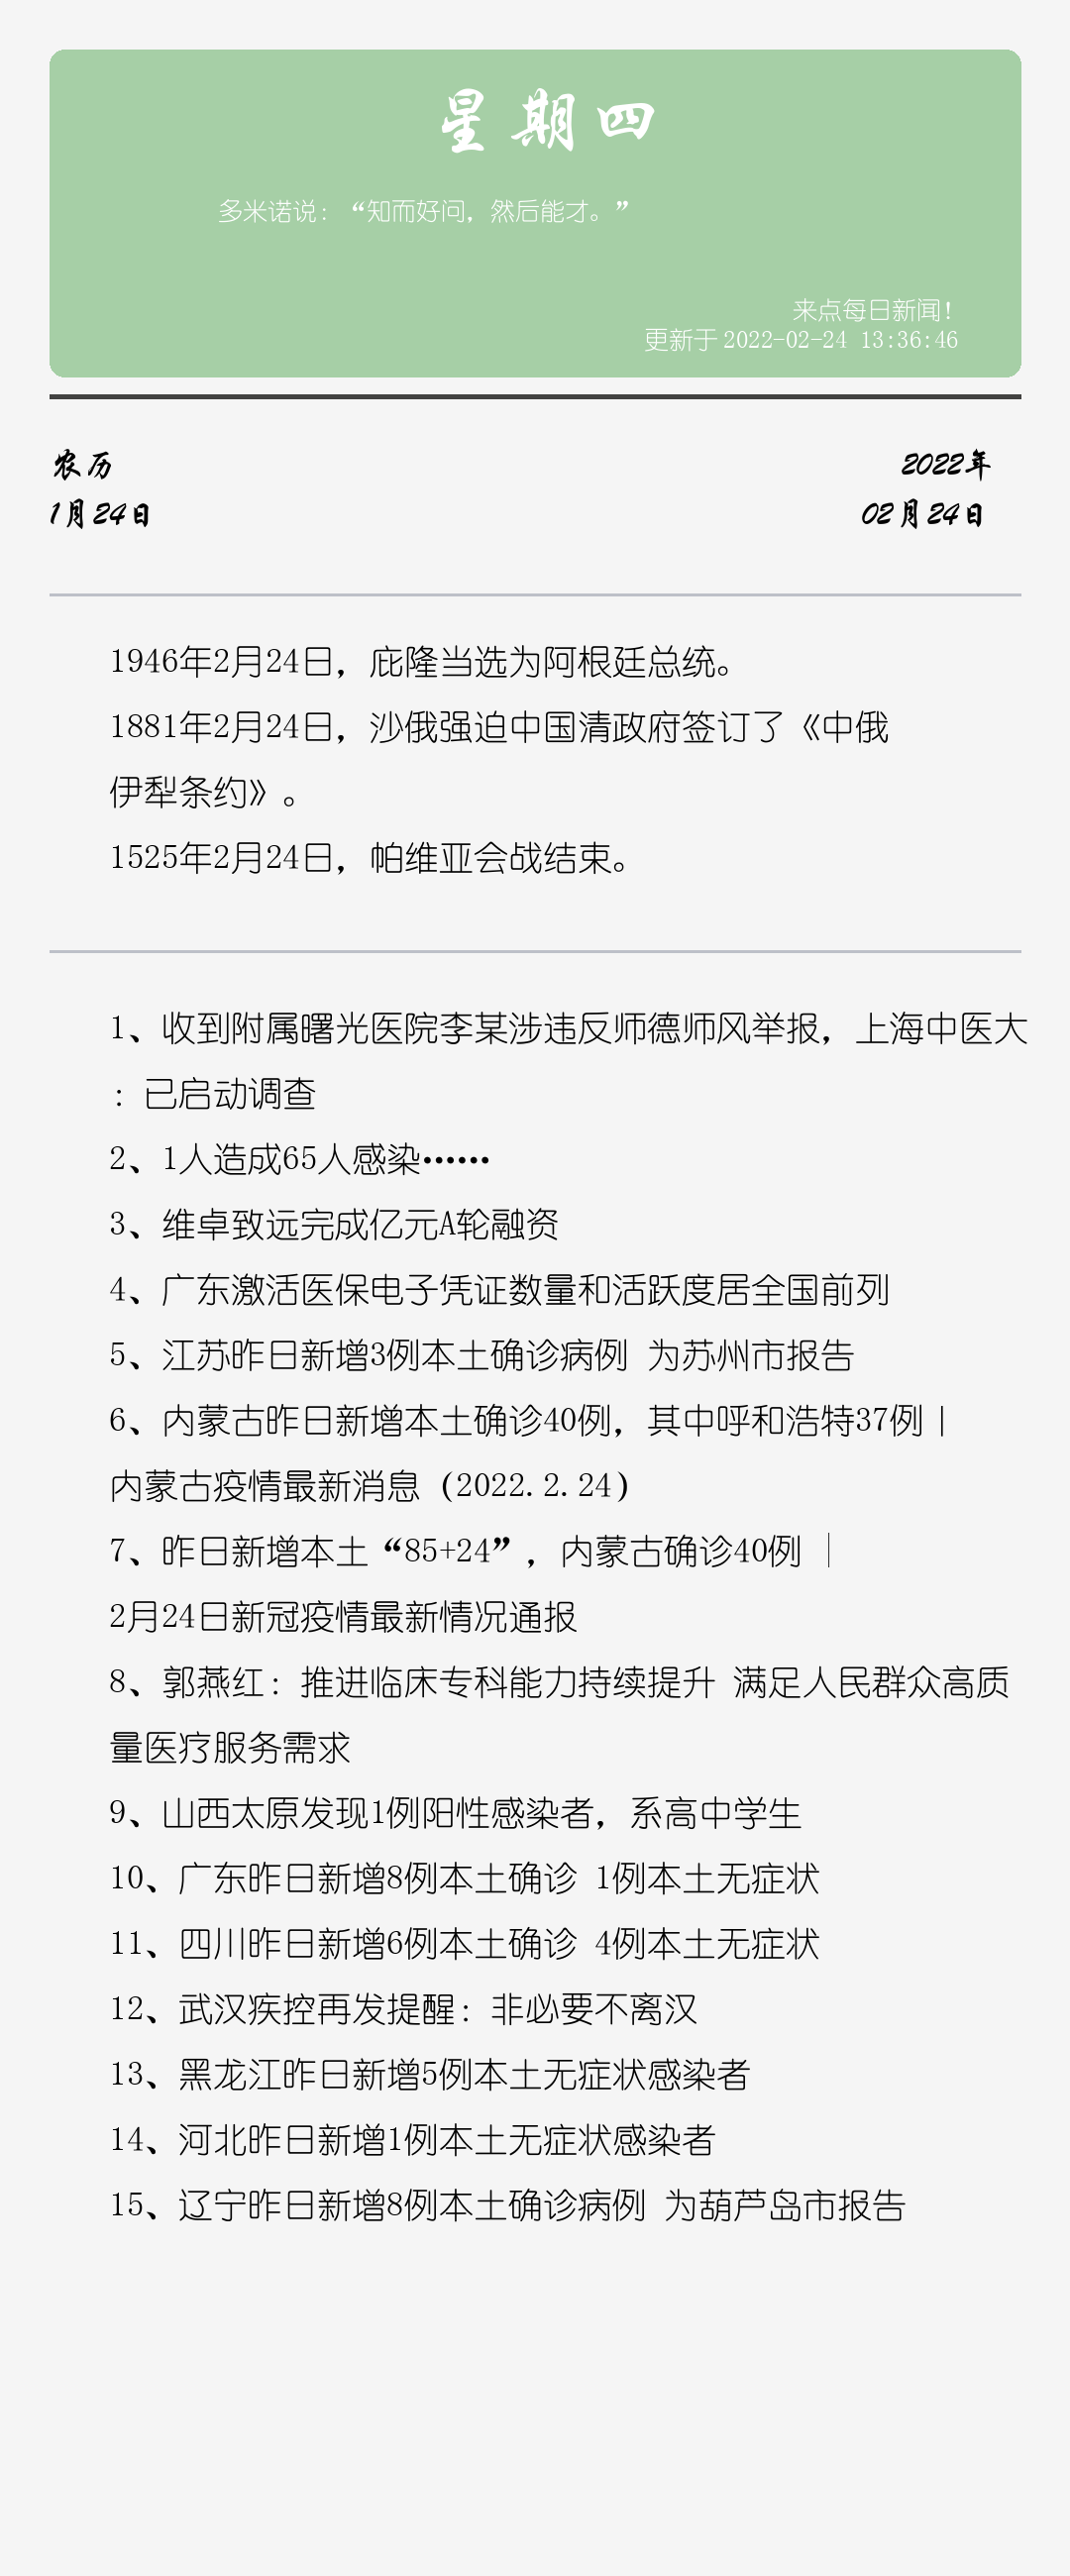 星期四
多米诺说：“知而好问，然后能才。”
来点每日新闻！
更新于 2022-02-24 13:36:46
农历
2022年
1月24日
02月24日
1946年2月24日，庇隆当选为阿根廷总统。
1881年2月24日，沙俄强迫中国清政府签订了《中俄
伊犁条约》。
1525年2月24日，帕维亚会战结束。
1、收到附属曙光医院李某涉违反师德师风举报，上海中医大
：已启动调查
2、1人造成65人感染……
3、维卓致远完成亿元A轮融资
4、广东激活医保电子凭证数量和活跃度居全国前列
5、江苏昨日新增3例本土确诊病例 为苏州市报告
6、内蒙古昨日新增本土确诊40例，其中呼和浩特37例丨
内蒙古疫情最新消息（2022.2.24）
7、昨日新增本土“85+24”，内蒙古确诊40例 ｜
2月24日新冠疫情最新情况通报
8、郭燕红：推进临床专科能力持续提升 满足人民群众高质
量医疗服务需求
9、山西太原发现1例阳性感染者，系高中学生
10、广东昨日新增8例本土确诊 1例本土无症状
11、四川昨日新增6例本土确诊 4例本土无症状
12、武汉疾控再发提醒：非必要不离汉
13、黑龙江昨日新增5例本土无症状感染者
14、河北昨日新增1例本土无症状感染者
15、辽宁昨日新增8例本土确诊病例 为葫芦岛市报告